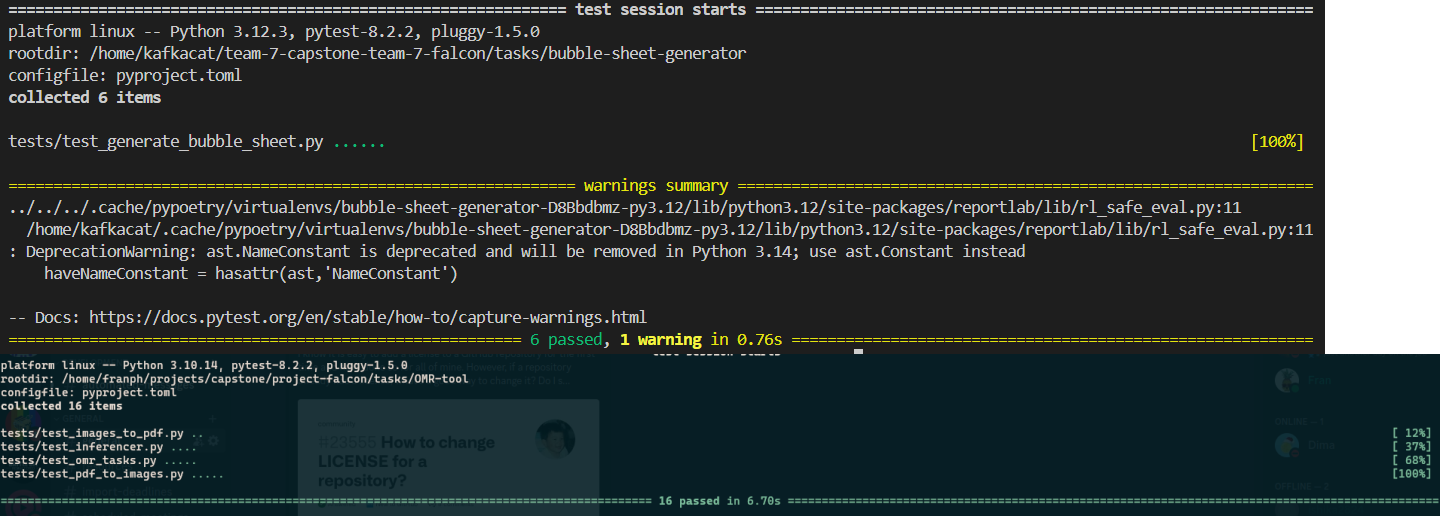 ============================================================== test session starts ==============================================================
platform linux -- Python 3.12.3, pytest-8.2.2, pluggy-1.5.0
rootdir: /home/kafkacat/team-7-capstone-team-7-falcon/tasks/bubble-sheet-generator
configfile: pyproject.toml
collected 6 items
tests/test_generate_bubble_sheet.py ...... [100%]
=============================================================== warnings summary ================================================================
../../../.cache/pypoetry/virtualenvs/bubble-sheet-generator-D8Bbdbmz-py3.12/lib/python3.12/site-packages/reportlab/lib/rl_safe_eval.py:11
/home/kafkacat/.cache/pypoetry/virtualenvs/bubble-sheet-generator-D8Bbdbmz-py3.12/lib/python3.12/site-packages/reportlab/lib/rl_safe_eval.py:11
: DeprecationWarning: ast.NameConstant is deprecated and will be removed in Python 3.14; use ast.Constant instead
haveNameConstant = hasattr(ast,'NameConstant')
-- Docs: https://docs.pytest.org/en/stable/how-to/capture-warnings.html
========================================================= 6 passed, 1 warning in 0.76s ==========================================================
test session starts
platform linux -- Python 3.10.14, pytest-8.2.2, pluggy-1.5.0
rootdir: /home/franph/projects/capstone/project-falcon/tasks/OMR-tool
configfile: pyproject.toml
collected 16 items
tests/test_images_to_pdf.py .. [ 12%]
tests/test_inferencer.py .... [ 37%]
tests/test_omr_tasks.py ..... [ 68%]
tests/test_pdf_to_images.py ..... [100%]
#23555 How to change
LICENSE for a
repository?
ONLINE – 1
Dima
OFFLINE – 2
============================================================================================= 16 passed in 6.70s =============================================================================================